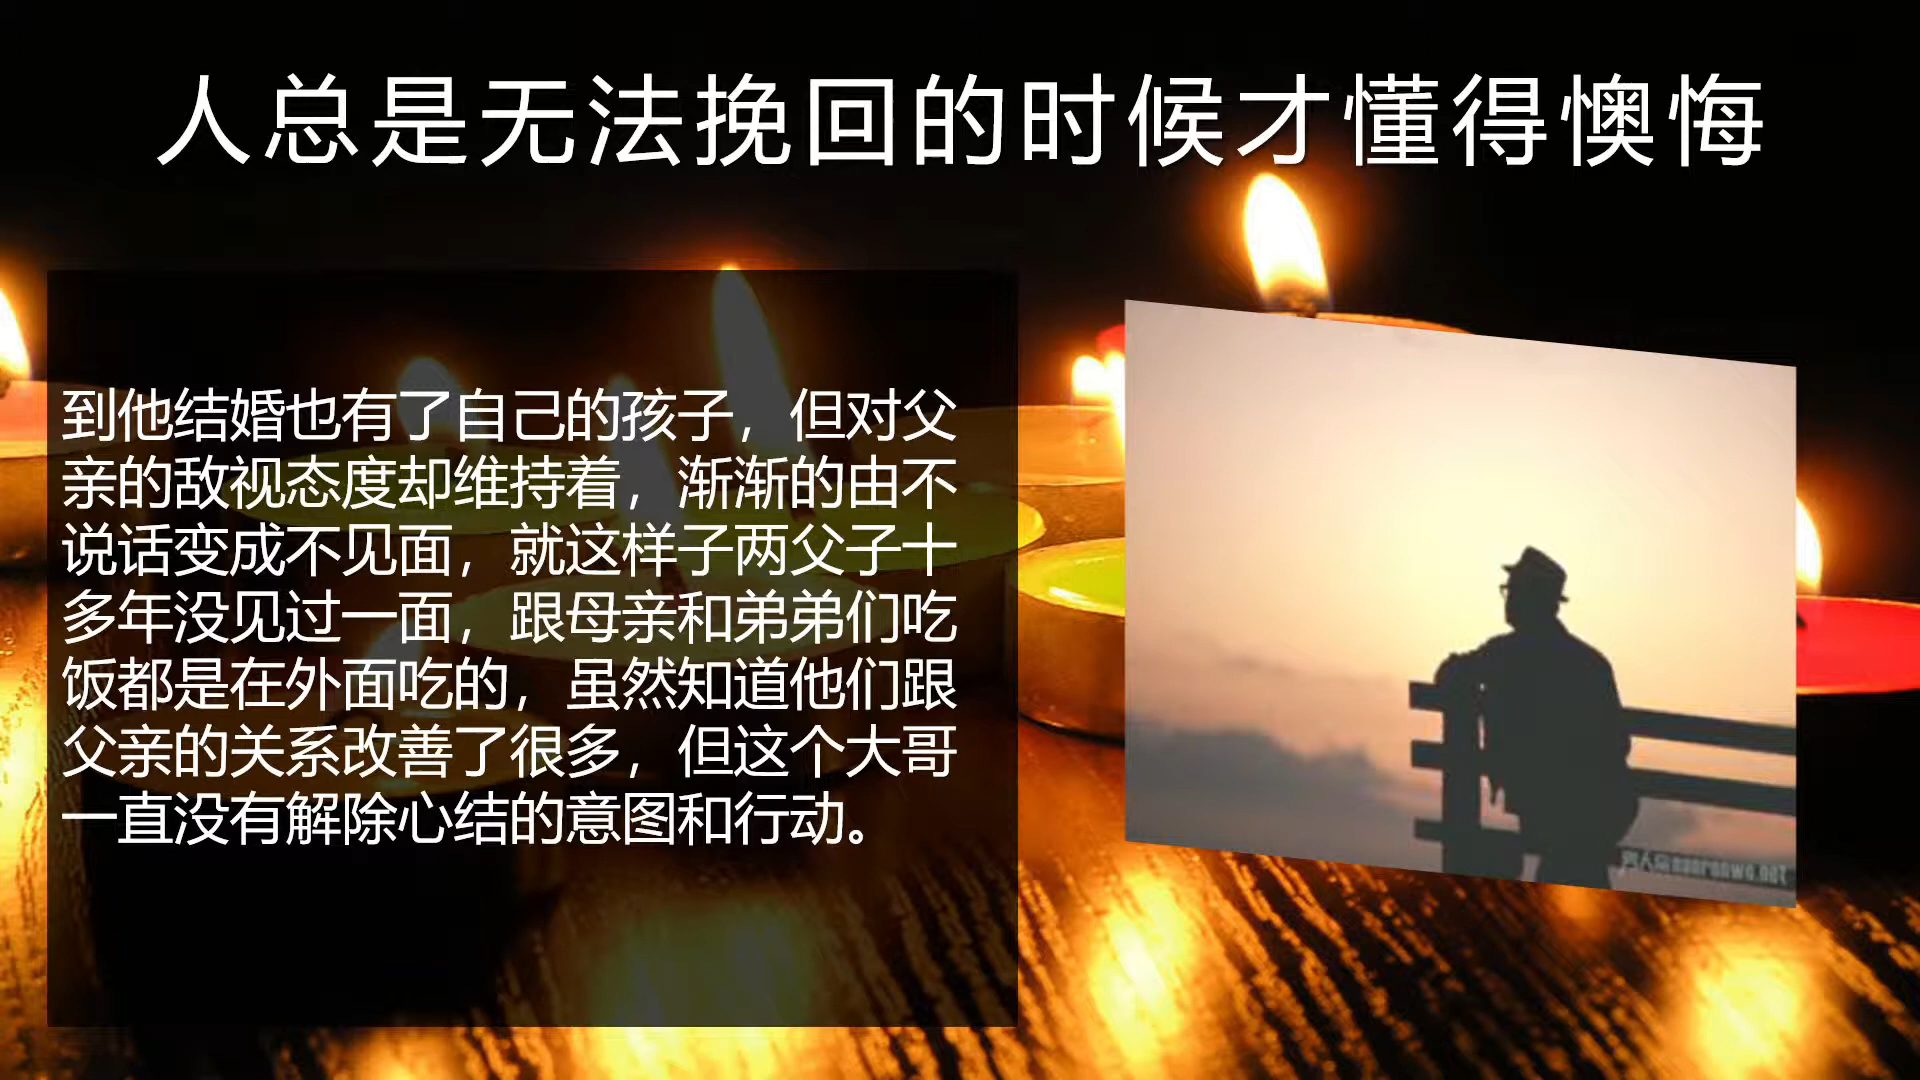 人总是无法挽回的时候才懂得懊悔
到他结婚也有了自己的孩子，但对父
亲的敌视态度却维持着，渐渐的由不
说话变成不见面，就这样子两父子十
多年没见过一面，跟母亲和弟弟们吃
饭都是在外面吃的，虽然知道他们跟
父亲的关系改善了很多，但这个大哥
一直没有解除心结的意图和行动。